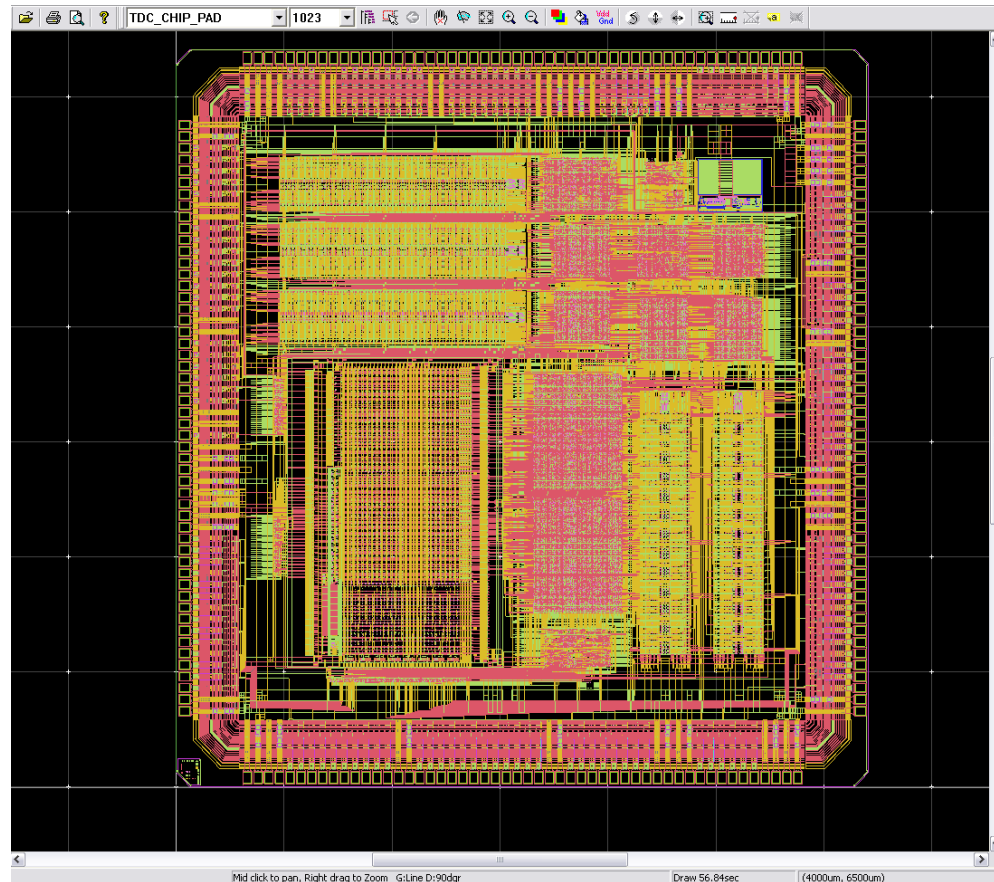 TDC_CHIP_PAD 1023 Vdd
Gnd
Mid click to pan, Right drag to Zoom G:Line D:90dgr Draw 56.84sec (4000um, 6500um)